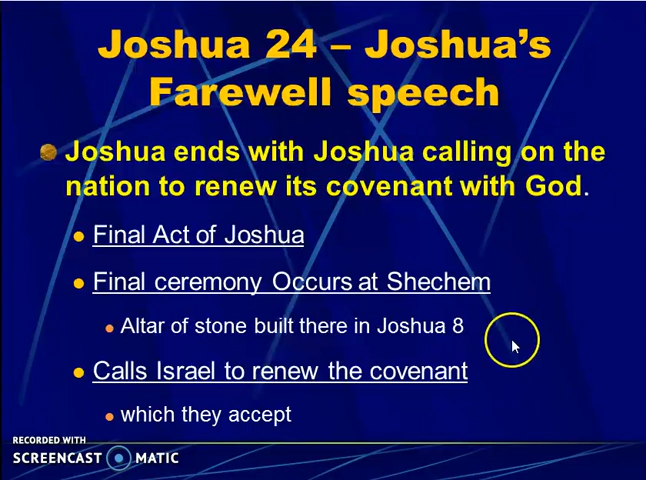 Joshua 24 – Joshua's
Farewell speech
Joshua ends with Joshua calling on the
nation to renew its covenant with God.
Final Act of Joshua
Final ceremony Occurs at Shechem
Altar of stone built there in Joshua 8
Calls Israel to renew the covenant
which they accept
RECORDED WITH
SCREENCAST MATIC